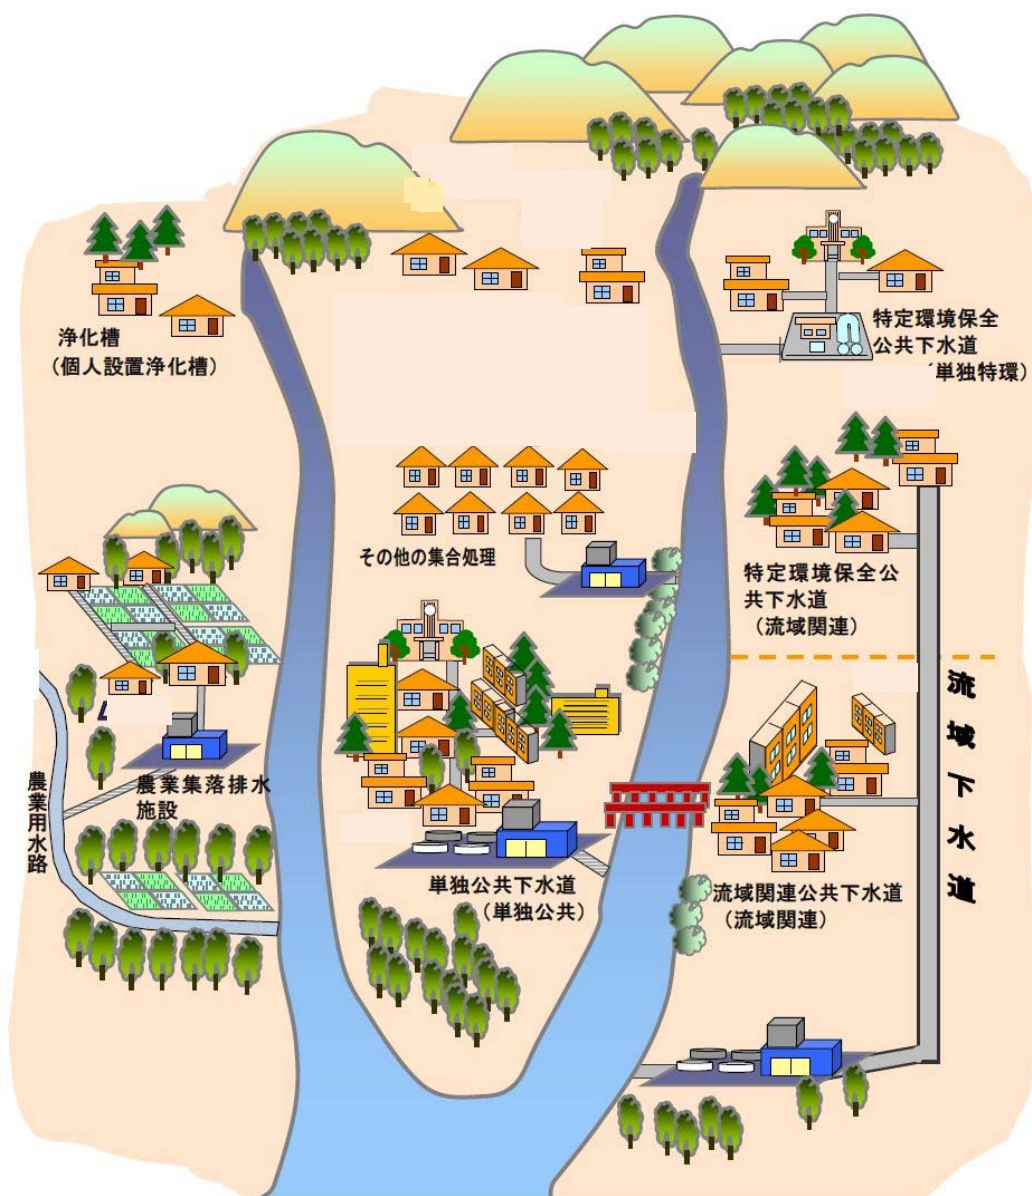 浄化槽
(個人設置浄化槽)
特定環境保全
公共下水道
(単独特環)
その他の集合処理
特定環境保全公
共下水道
(流域関連)
流域下水道
農業集落排水
施設
農業用水路
単独公共下水道
(単独公共)
流域関連公共下水道
(流域関連)